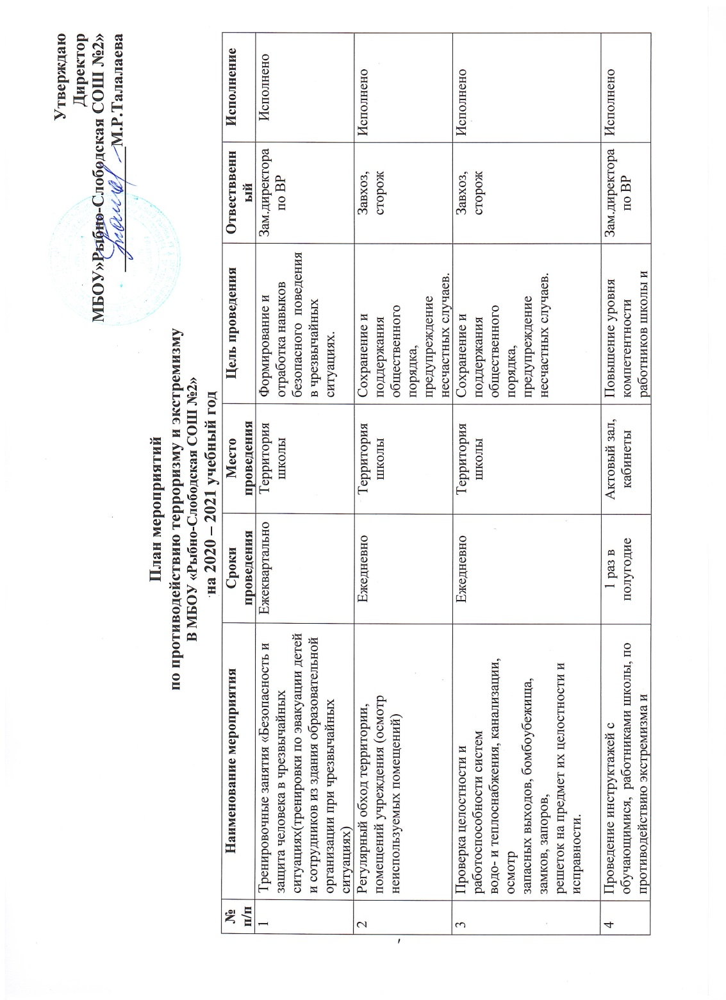 Утверждаю
Директор
МБОУ»Рыбно-Слободская СОШ №2»
М.Р.Талалаева
План мероприятий
по противодействию терроризму и экстремизму
В МБОУ «Рыбно-Слободская СОШ №2»
на 2020 – 2021 учебный год
№
п/п
Наименование мероприятия
Сроки
проведения
Место
проведения
Цель проведения
Отвествeнн
ый
Исполнение
1
Тренировочные занятия «Безопасность и
защита человека в чрезвычайных
ситуациях(тренировки по эвакуации детей
и сотрудников из здания образовательной
организации при чрезвычайных
ситуациях)
Ежеквартально
Территория
школы
Формирование и
отработка навыков
безопасного поведения
в чрезвычайных
ситуациях.
Зам.директора
по ВР
Исполнено
2
Регулярный обход территории,
помещений учреждения (осмотр
неиспользуемых помещений)
Ежедневно
Территория
школы
Сохранение и
поддержания
общественного
порядка,
предупреждение
несчастных случаев.
Завхоз,
сторож
Исполнено
3
Проверка целостности и
работоспособности систем
водо- и теплоснабжения, канализации,
осмотр
запасных выходов, бомбоубежища,
замков, запоров,
решеток на предмет их целостности и
исправности.
Ежедневно
Территория
школы
Сохранение и
поддержания
общественного
порядка,
предупреждение
несчастных случаев.
Завхоз,
сторож
Исполнено
4
Проведение инструктажей с
обучающимися, работниками школы, по
противодействию экстремизма и
1 раз в
полугодие
Актовый зал,
кабинеты
Повышение уровня
компетентности
работников школы и
Зам.директора
по ВР
Исполнено